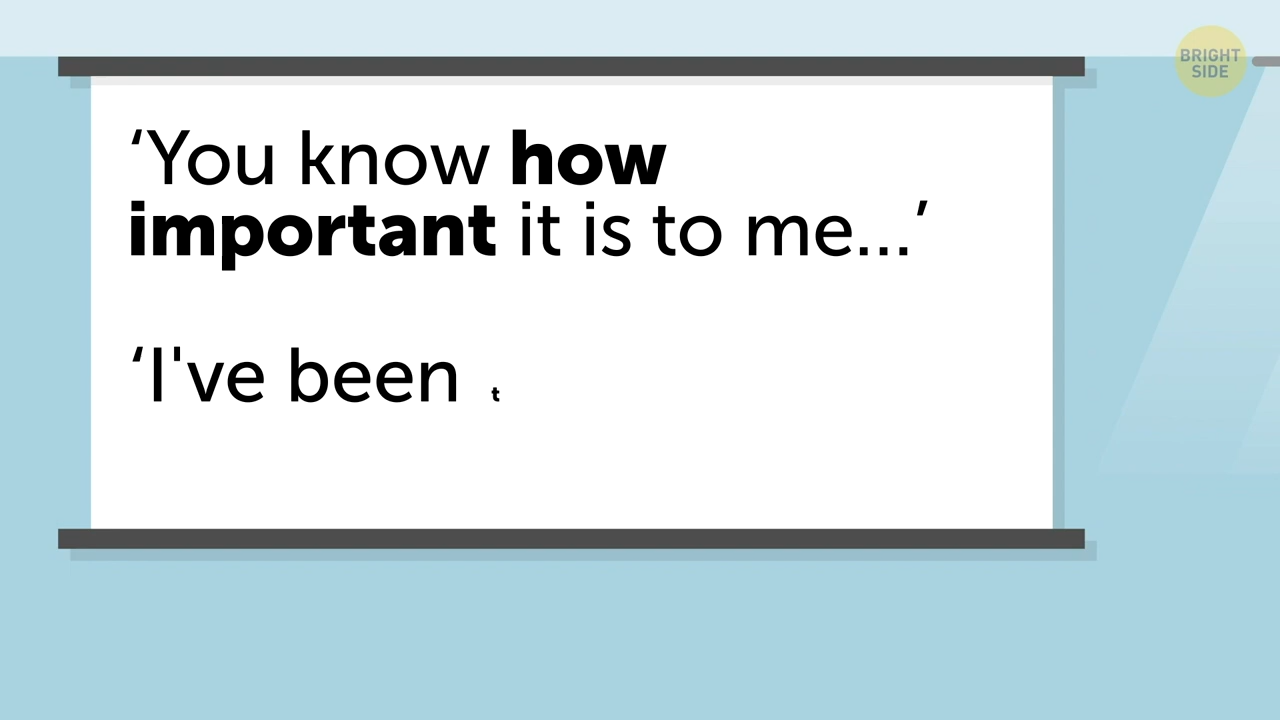 ‘You know how
important it is to me...’
‘I've been t
BRIGHT
SIDE